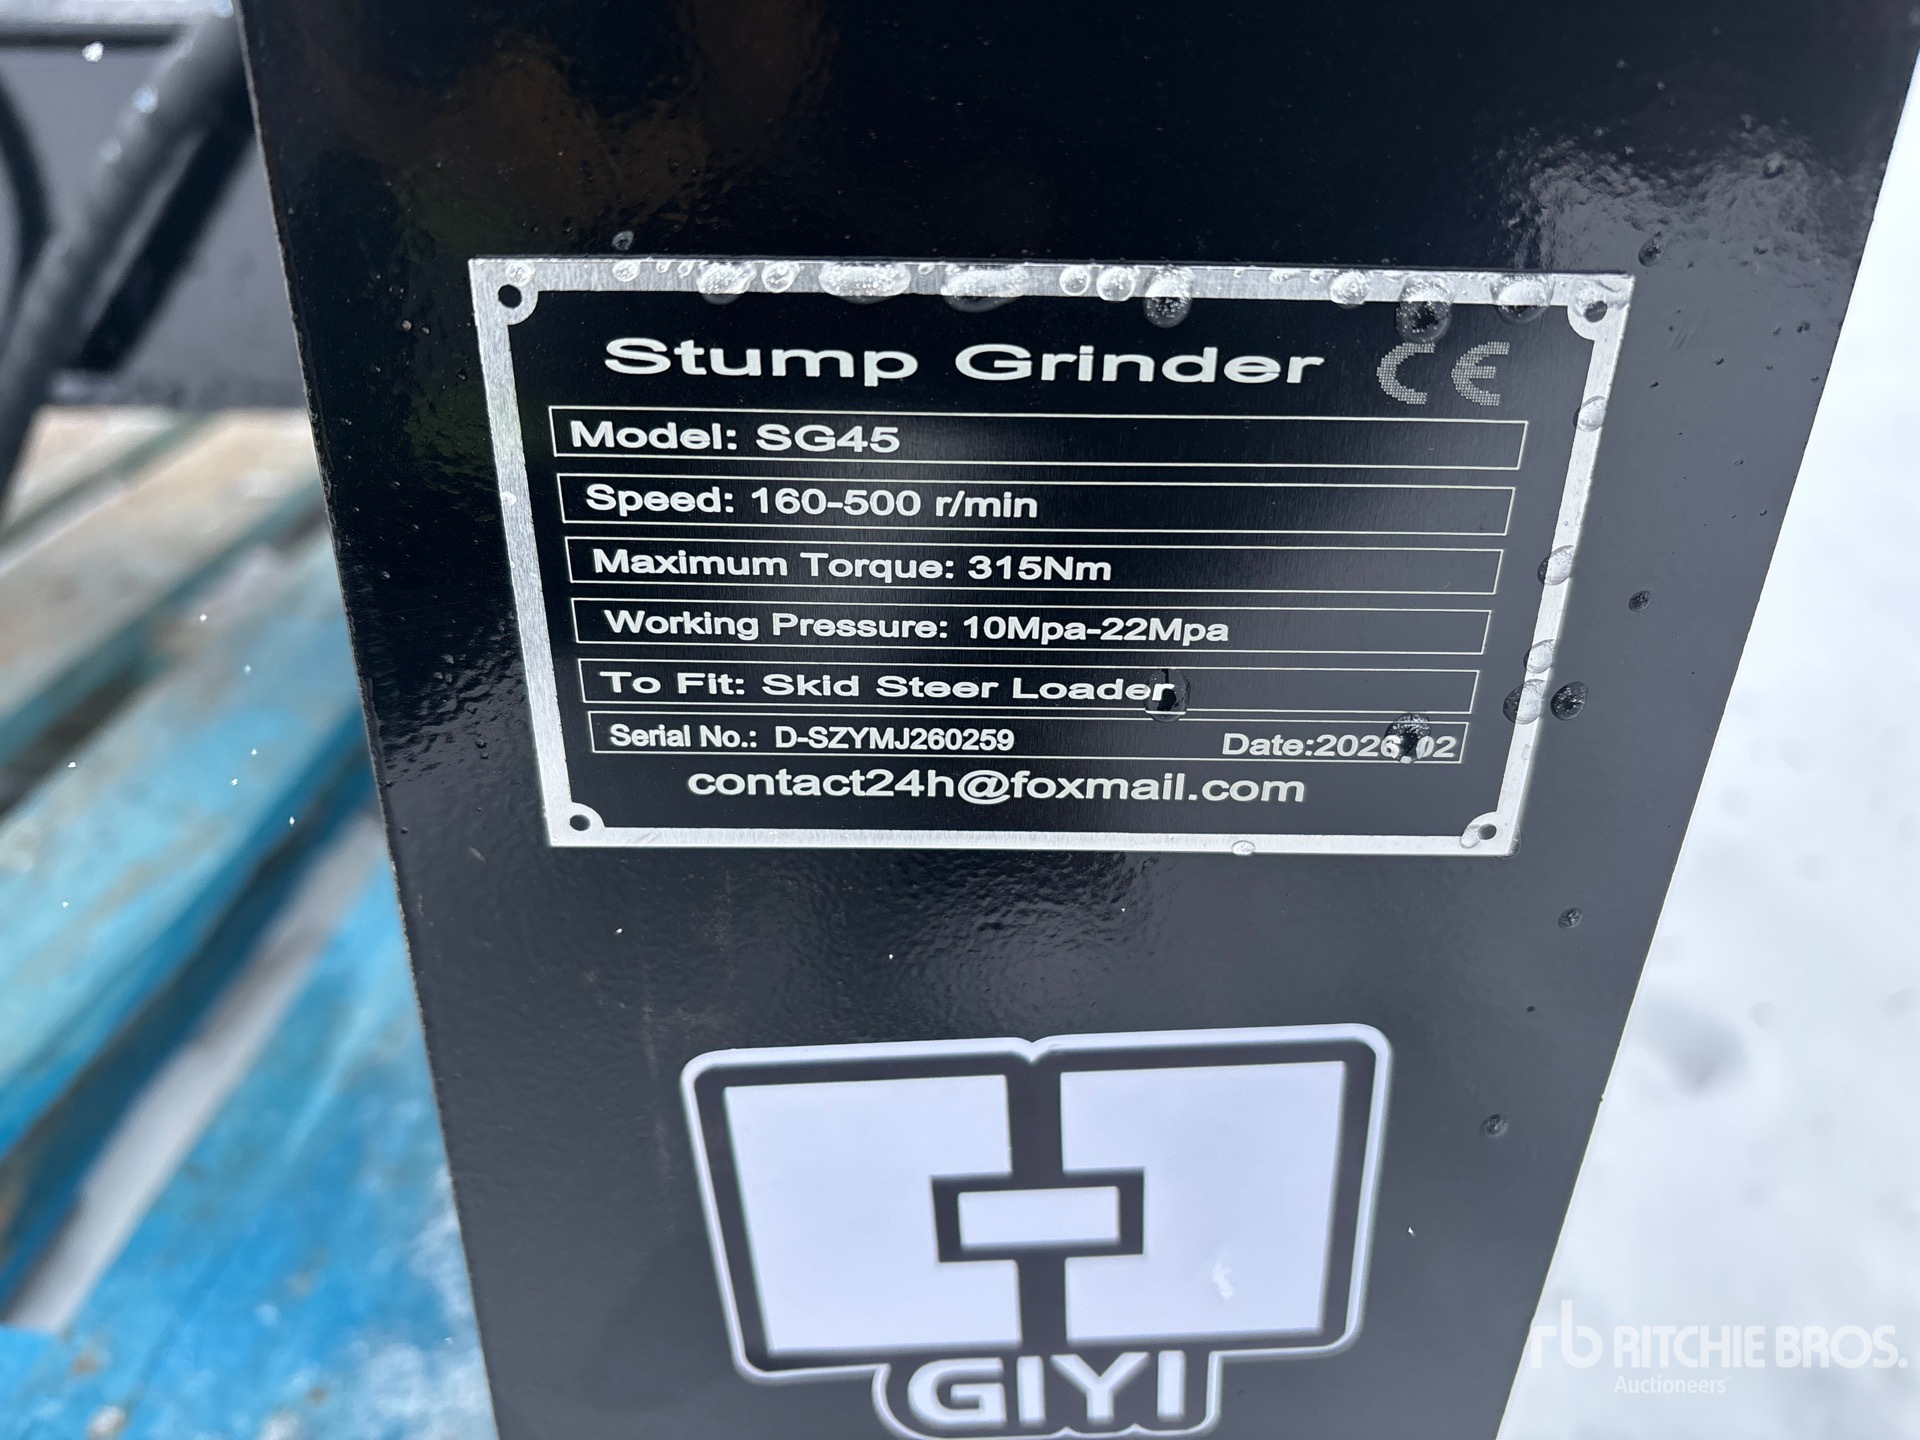 Stump Grinder CE
Model: SG45
Speed: 160-500 r/min
Maximum Torque: 315Nm
Working Pressure: 10Mpa-22Mpa
To Fit: Skid Steer Loader
Serial No.: D-SZYMJ260259 Date:2026.02
contact24h@foxmail.com
GIYI
rb RITCHIE BROS.
Auctioneers